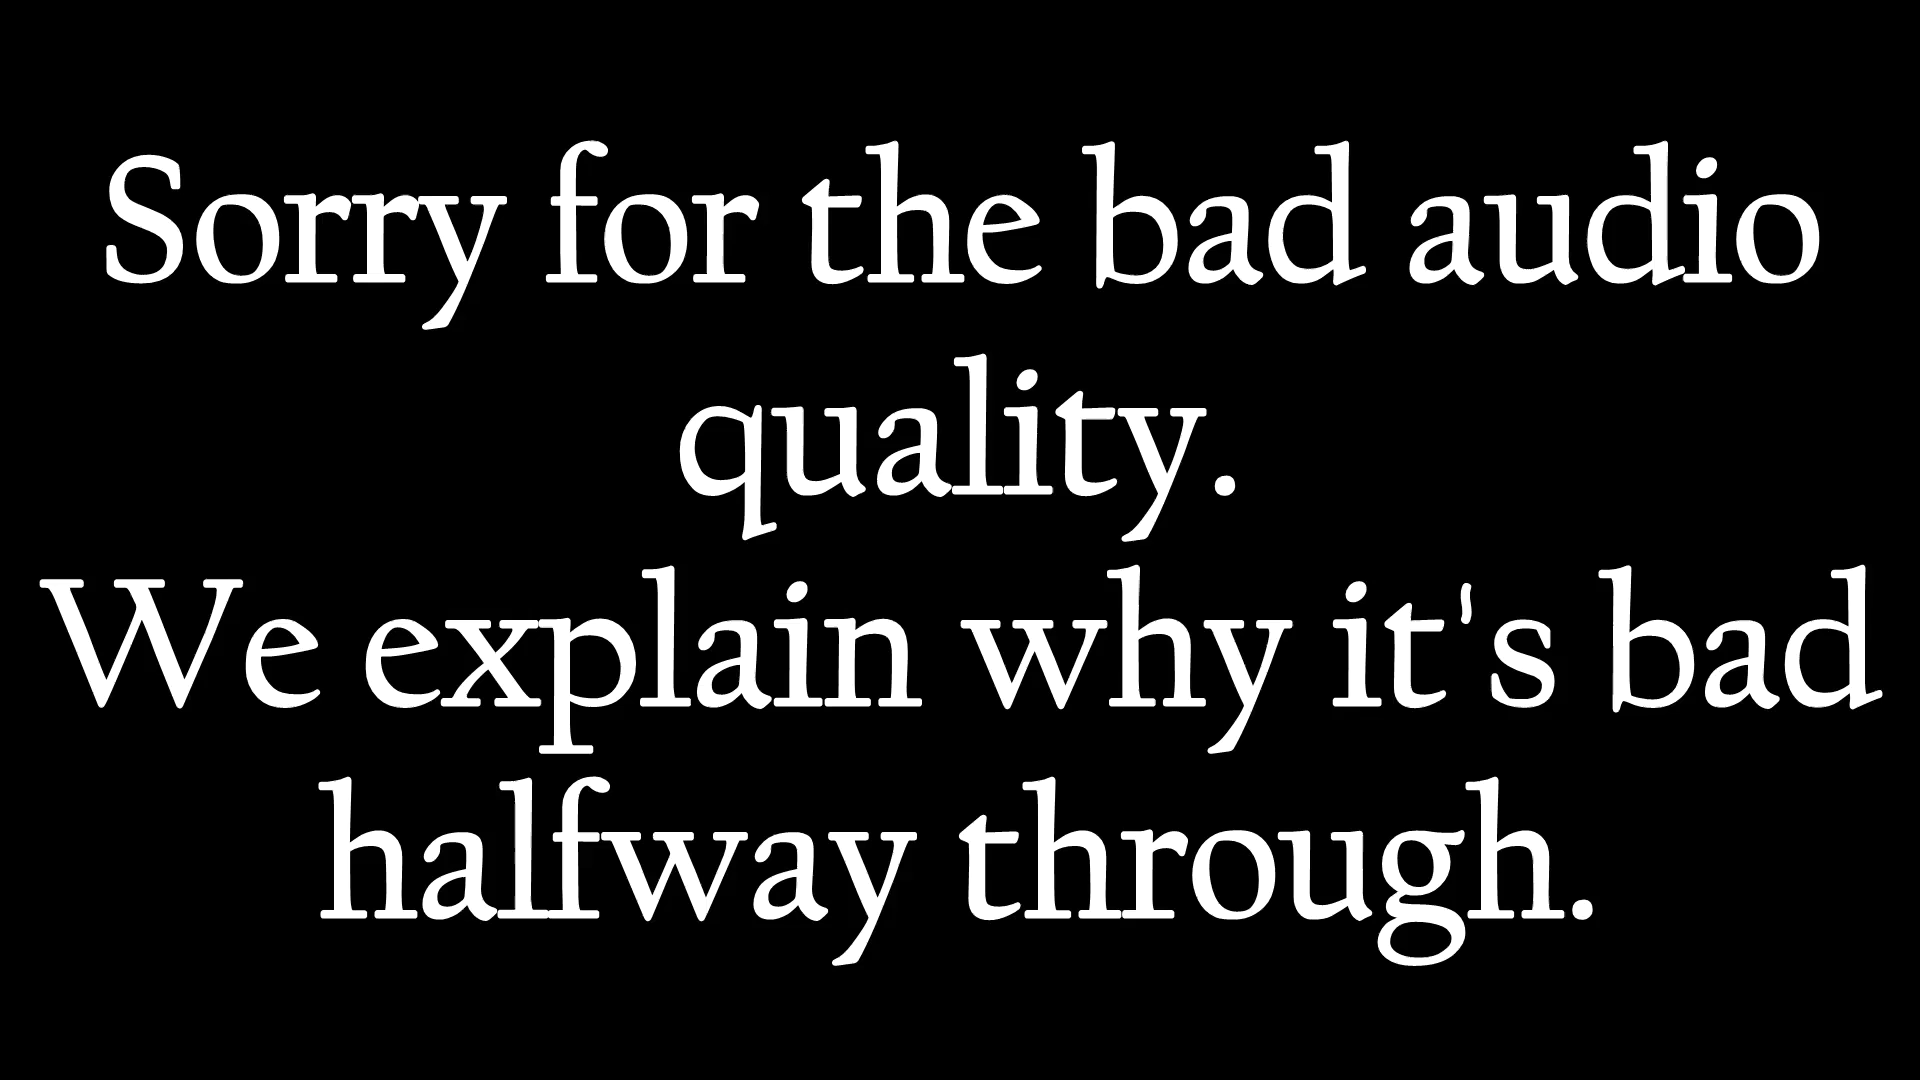 Sorry for the bad audio
quality.
We explain why it's bad
halfway through.